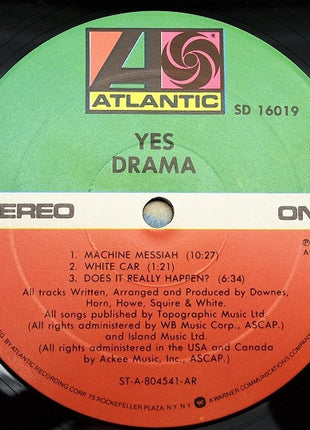 ATLANTIC
SD 16019
YES
DRAMA
EREO ON
1. MACHINE MESSIAH (10:27)
2. WHITE CAR (1:21)
3. DOES IT REALLY HAPPEN? (6:34)
All tracks Written, Arranged and Produced by Downes,
Horn, Howe, Squire & White.
All songs published by Topographic Music Ltd.
(All rights administered by WB Music Corp., ASCAP.)
and Island Music Ltd.
(All rights administered in the USA and Canada
by Ackee Music, Inc., ASCAP.)
ST-A-804541-AR
BY ATLANTIC RECORDING CORP. 75 ROCKEFELLER PLAZA, N.Y. N.Y. A WARNER COMMUNICATIONS COMPANY